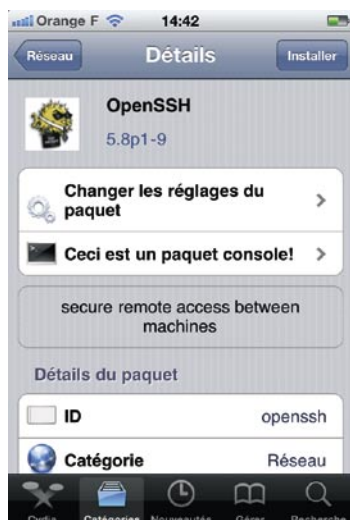 Orange F 14:42
Réseau Détails Installer
OpenSSH
5.8p1-9
Changer les réglages du
paquet
Ceci est un paquet console!
secure remote access between
machines
Détails du paquet
ID openssh
Catégorie Réseau
Cydia Catégories Nouveautés Gérer Recherche